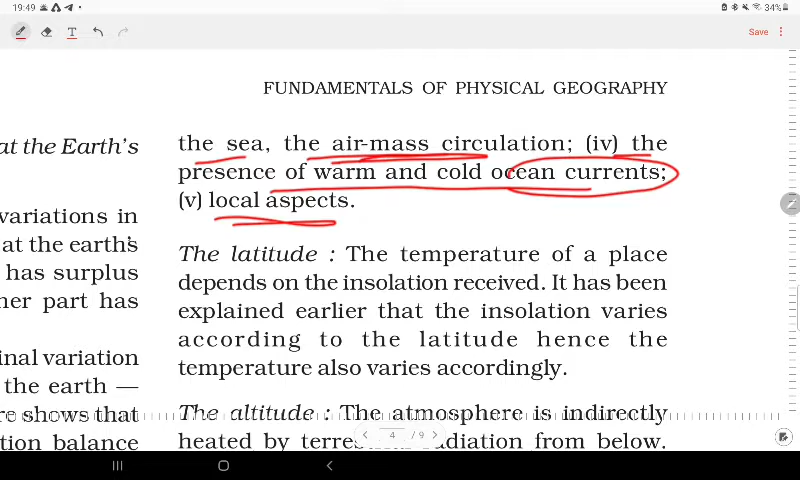 19:49
34%
T
Save
FUNDAMENTALS OF PHYSICAL GEOGRAPHY
at the Earth's
variations in
at the earth's
has surplus
her part has
inal variation
the earth —
re shows that
tion balance
the sea, the air-mass circulation; (iv) the
presence of warm and cold ocean currents;
(v) local aspects.
The latitude : The temperature of a place
depends on the insolation received. It has been
explained earlier that the insolation varies
according to the latitude hence the
temperature also varies accordingly.
The altitude : The atmosphere is indirectly
heated by terrestrial radiation from below.
4 / 9